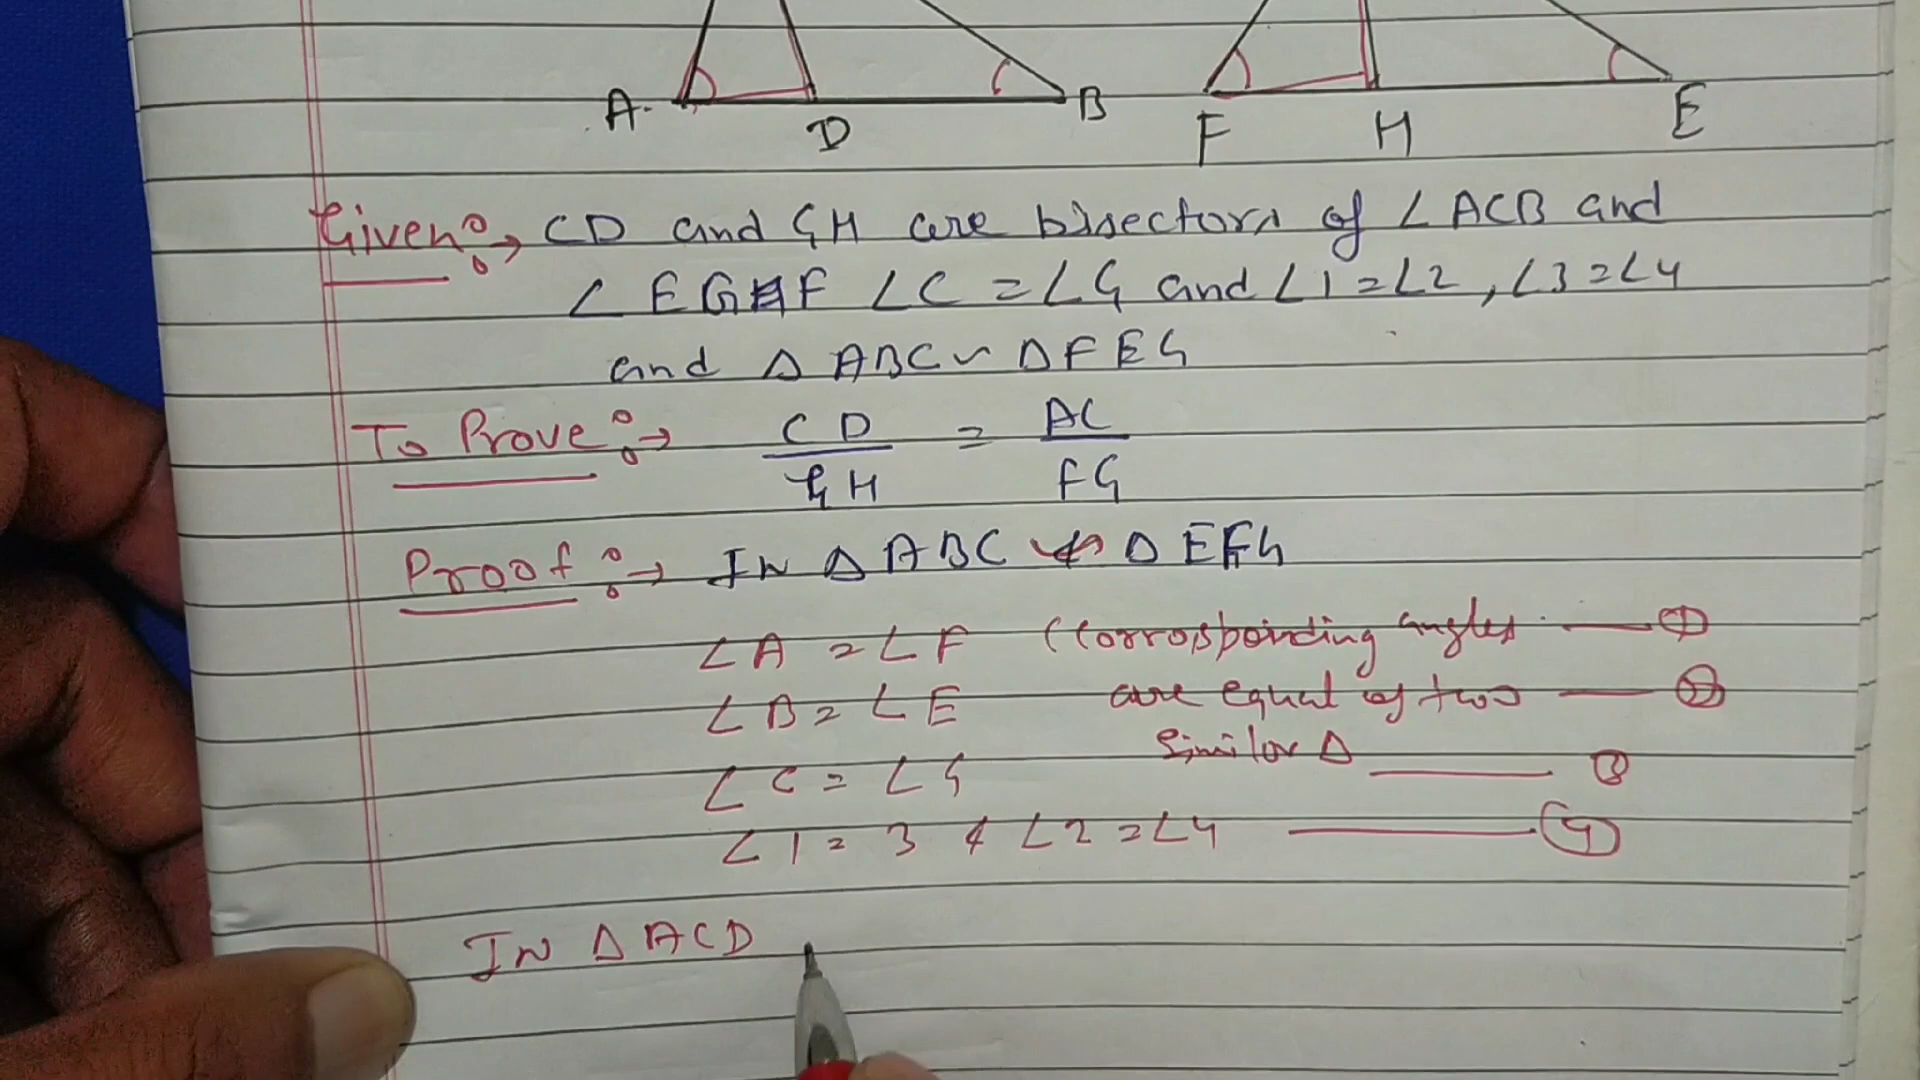 A. D B F H E
Given :→ CD and GH are bisectors of ∠ACB and
∠EGF ∠C = ∠G and ∠1 = ∠2, ∠3 = ∠4
and △ABC ~ △FEG
To Prove :→ CD/GH = AC/FG
Proof :→ In △ABC & △EFG
∠A = ∠F (Corrosponding angles — ①
∠B = ∠E are equal of two — ②
∠C = ∠G Similar △ — ③
∠1 = 3 & ∠2 = ∠4 — ④
In △ACD